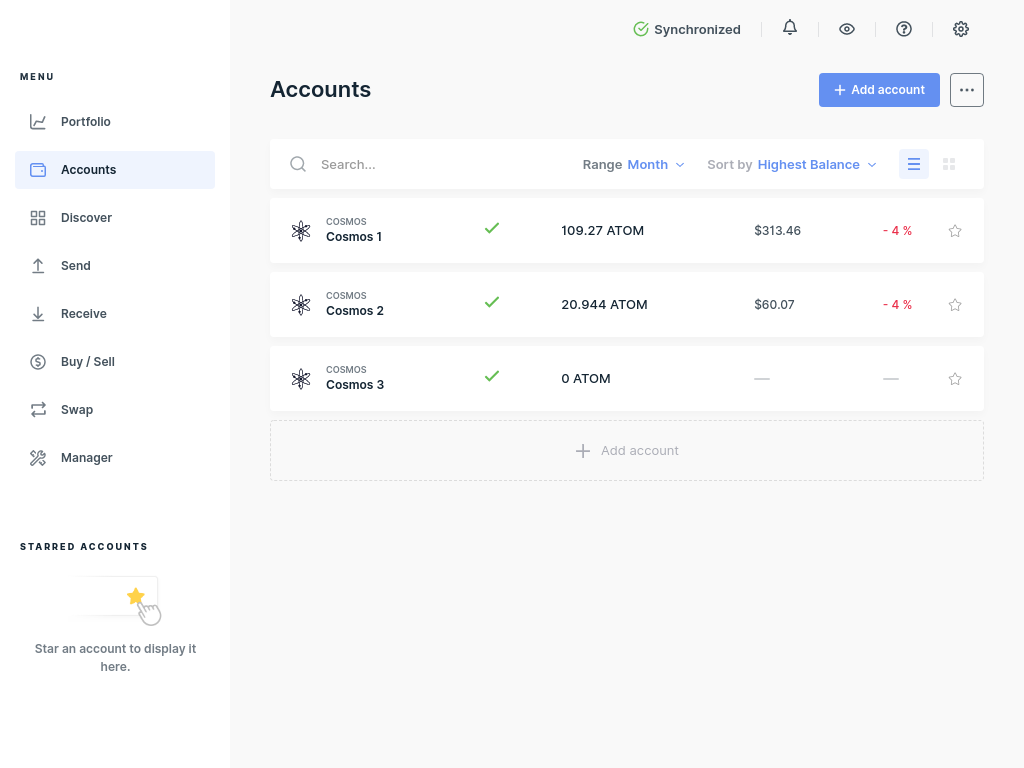 Synchronized
MENU
Portfolio
Accounts
Discover
Send
Receive
Buy / Sell
Swap
Manager
STARRED ACCOUNTS
Star an account to display it
here.
Accounts
Add account
Search...
Range Month
Sort by Highest Balance
COSMOS
Cosmos 1
109.27 ATOM
$313.46
- 4 %
COSMOS
Cosmos 2
20.944 ATOM
$60.07
- 4 %
COSMOS
Cosmos 3
0 ATOM
—
—
Add account